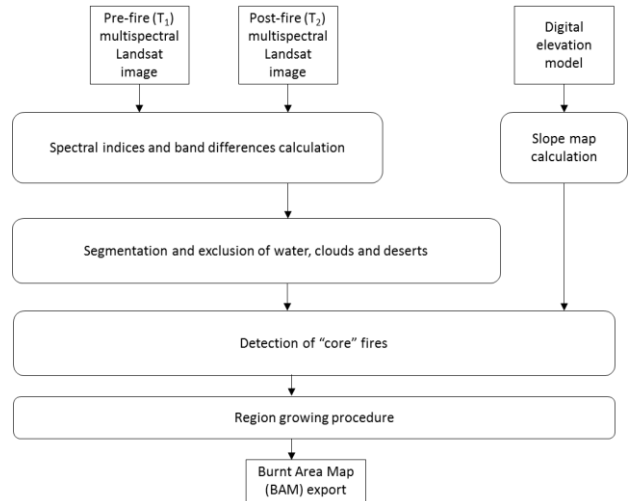 Pre-fire (T₁)
multispectral
Landsat
image
Post-fire (T₂)
multispectral
Landsat
image
Digital
elevation
model
Spectral indices and band differences calculation
Slope map
calculation
Segmentation and exclusion of water, clouds and deserts
Detection of “core” fires
Region growing procedure
Burnt Area Map
(BAM) export